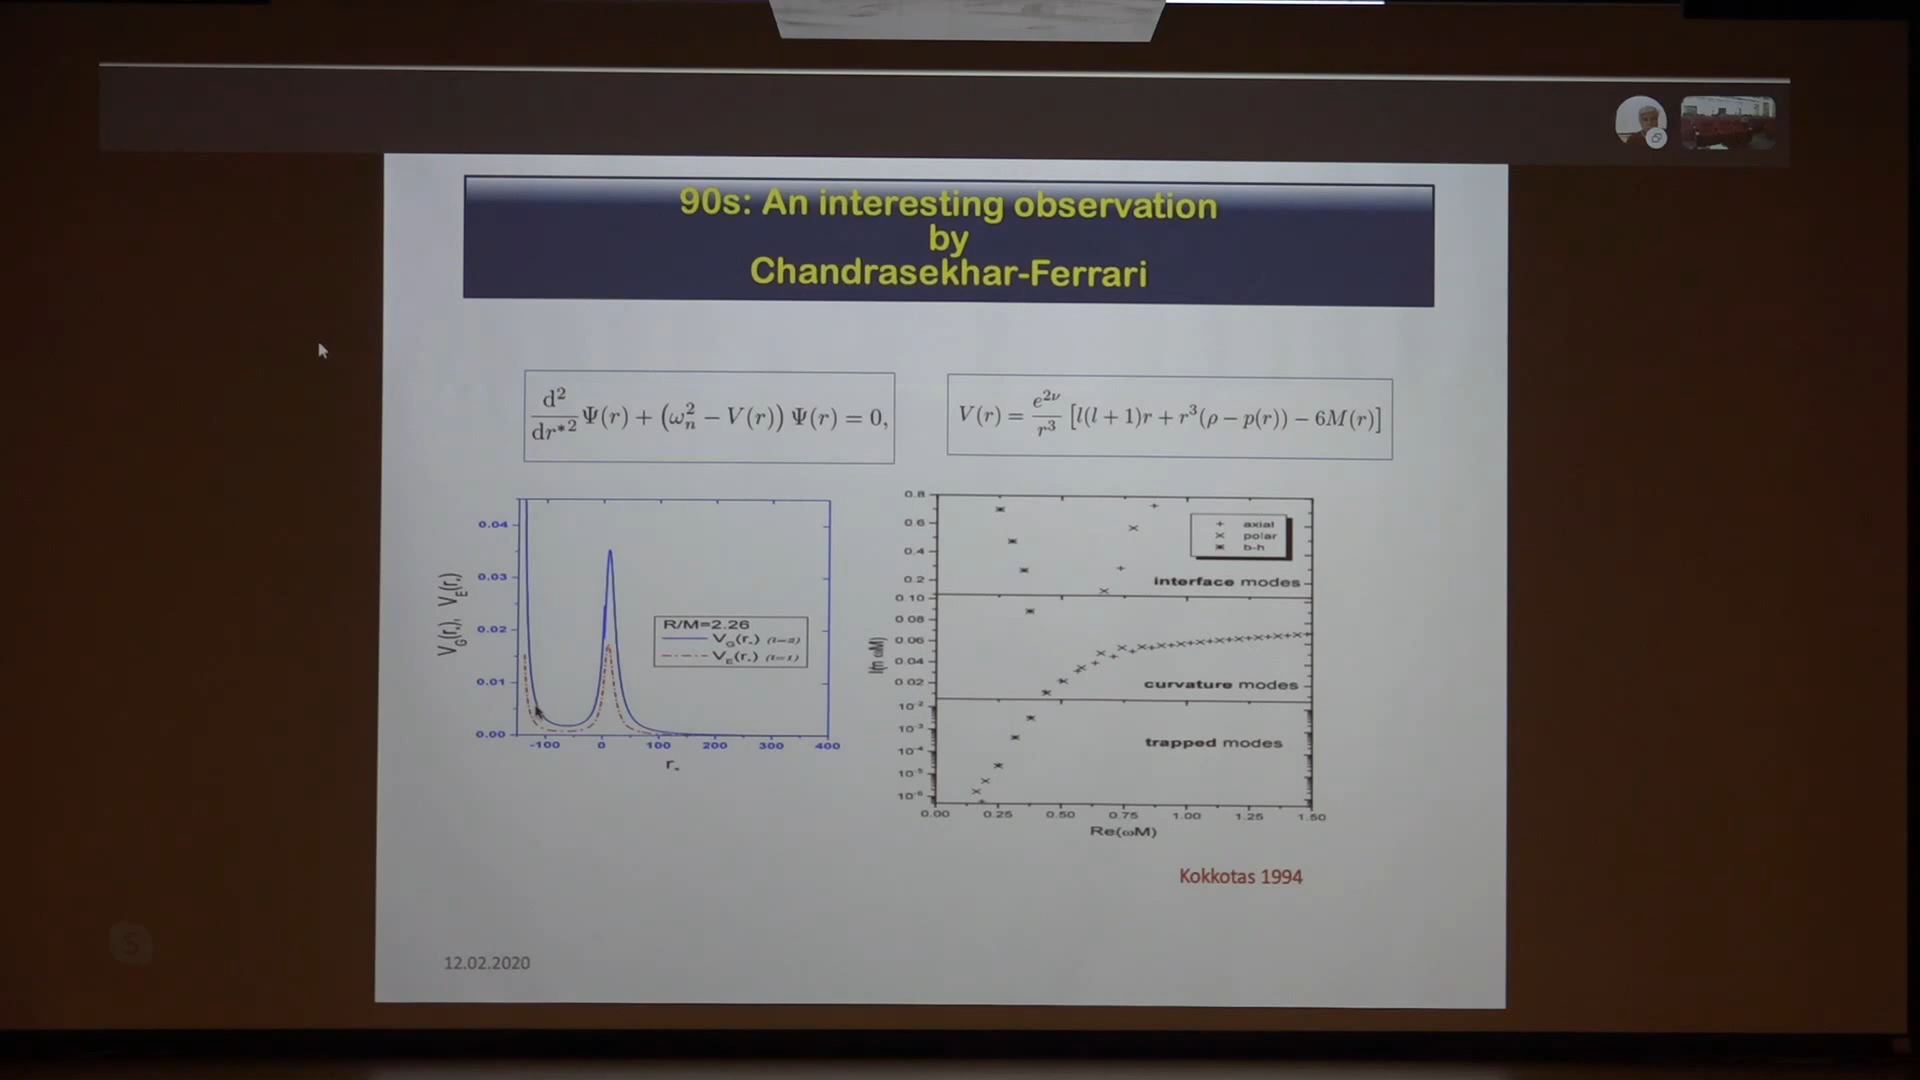 90s: An interesting observation
by
Chandrasekhar-Ferrari
d²/dr*² Ψ(r) + (ωₙ² − V(r)) Ψ(r) = 0,
V(r) = e^{2ν}/r³ [l(l + 1)r + r³(ρ − p(r)) − 6M(r)]
V_G(r*), V_E(r*)
0.04
0.03
0.02
0.01
0.00
-100 0 100 200 300 400
r*
R/M=2.26
V_G(r*) (l=2)
V_E(r*) (l=1)
Im(ωM)
0.8
0.6
0.4
0.2
0.10
0.08
0.06
0.04
0.02
10⁻²
10⁻³
10⁻⁴
10⁻⁵
10⁻⁶
+ axial
× polar
b-h
interface modes
curvature modes
trapped modes
0.00 0.25 0.50 0.75 1.00 1.25 1.50
Re(ωM)
Kokkotas 1994
12.02.2020
S